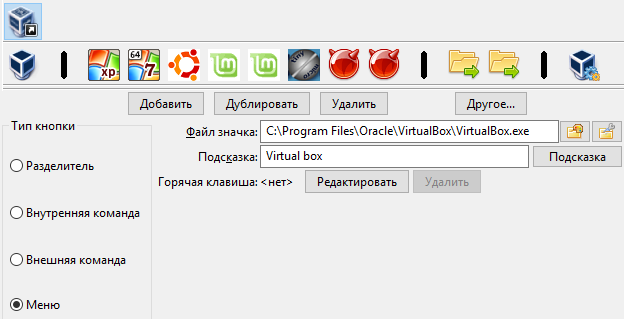 xp
64
7
tiny
Добавить Дублировать Удалить Другое...
Тип кнопки
Файл значка: C:\Program Files\Oracle\VirtualBox\VirtualBox.exe
Подсказка: Virtual box Подсказка
Разделитель
Горячая клавиша: <нет> Редактировать Удалить
Внутренняя команда
Внешняя команда
Меню